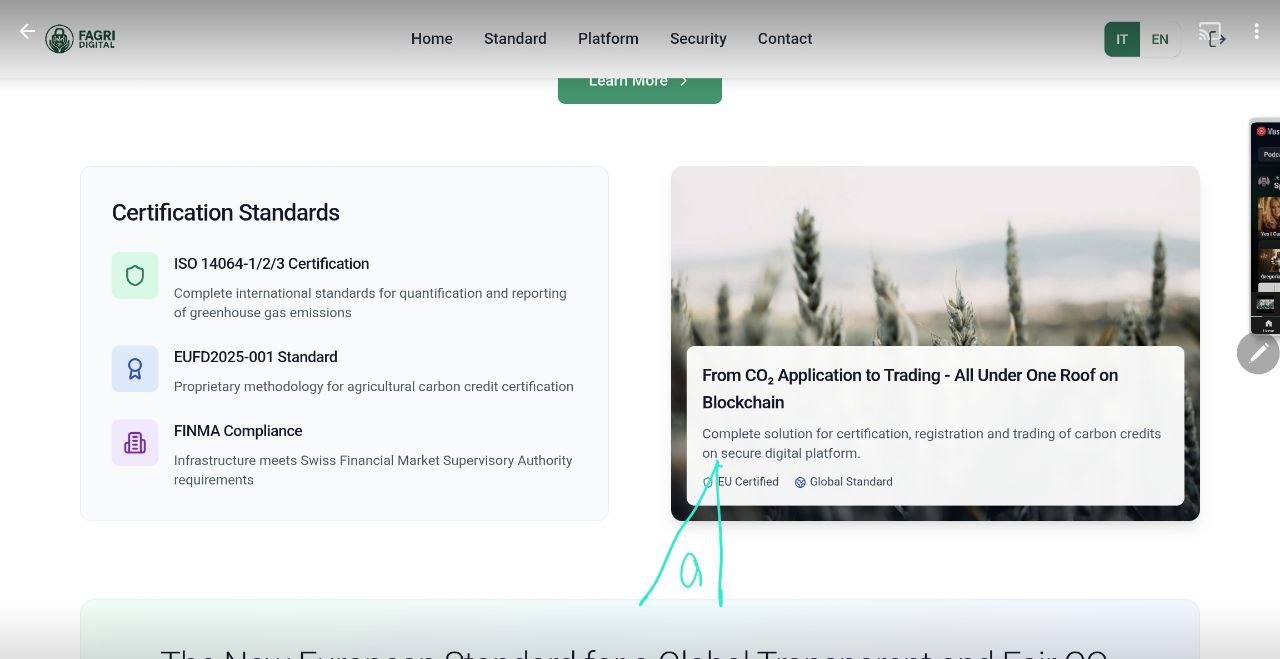 FAGRI
DIGITAL
Home Standard Platform Security Contact
IT EN
Learn More
Certification Standards
ISO 14064-1/2/3 Certification
Complete international standards for quantification and reporting
of greenhouse gas emissions
EUFD2025-001 Standard
Proprietary methodology for agricultural carbon credit certification
FINMA Compliance
Infrastructure meets Swiss Financial Market Supervisory Authority
requirements
From CO₂ Application to Trading - All Under One Roof on
Blockchain
Complete solution for certification, registration and trading of carbon credits
on secure digital platform.
EU Certified Global Standard
a
The New European Standard for a Global Transparent and Fair CO
Home